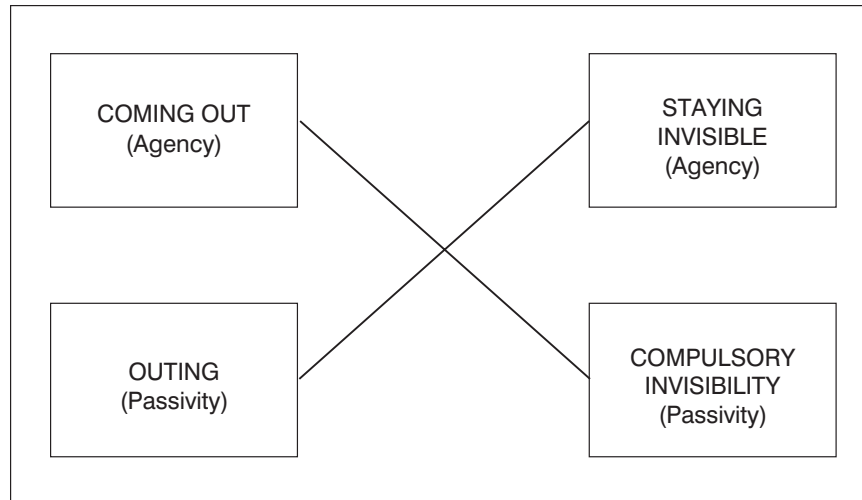 COMING OUT
(Agency)
STAYING
INVISIBLE
(Agency)
OUTING
(Passivity)
COMPULSORY
INVISIBILITY
(Passivity)